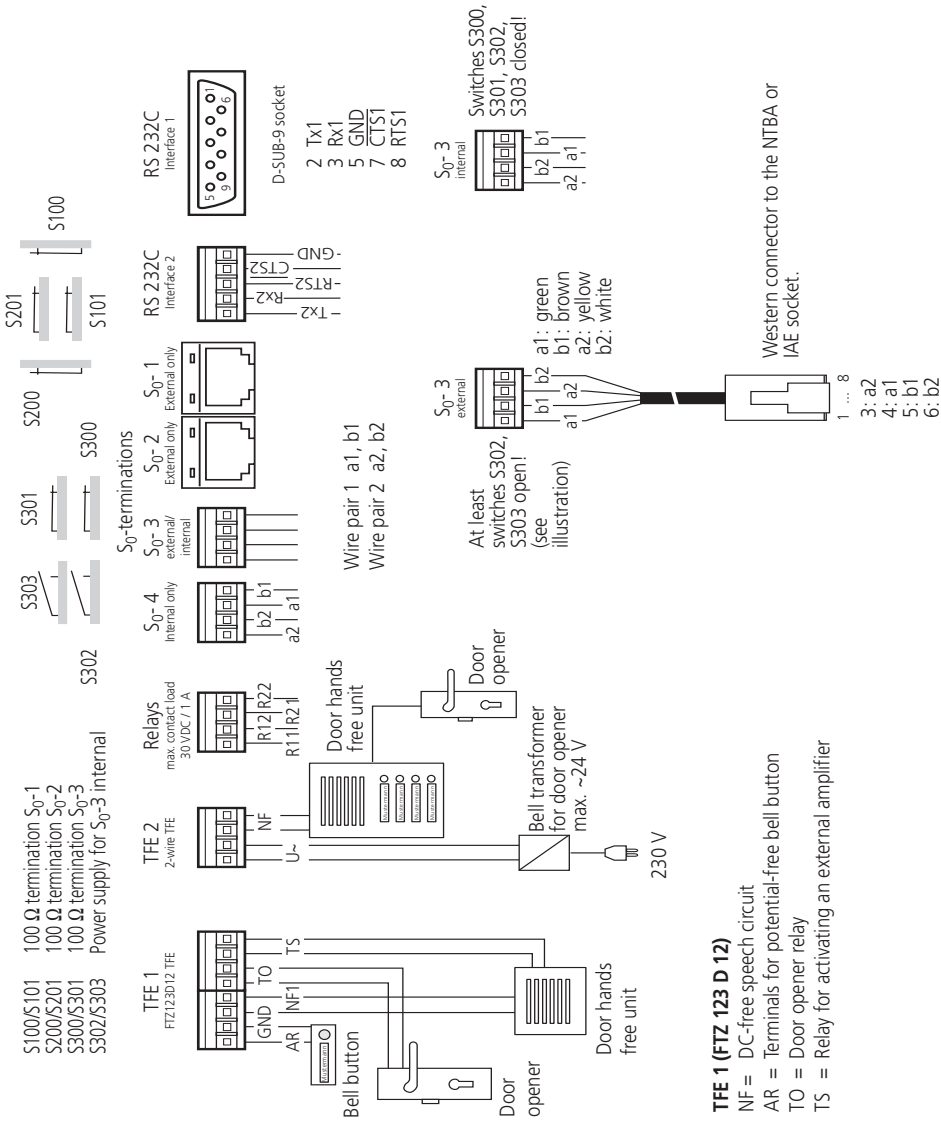 S100/S101 100 Ω termination S0-1
S200/S201 100 Ω termination S0-2
S300/S301 100 Ω termination S0-3
S302/S303 Power supply for S0-3 internal
S303
S301
S201
S302
S300
S200
S101
S100
TFE 1
FTZ123D12 TFE
AR
GND
NF1
TO
TS
Mustermann
Bell button
Door
opener
Door hands
free unit
TFE 2
2-wire TFE
U~
NF
Mustermann
Mustermann
Mustermann
Mustermann
Door hands
free unit
Door
opener
Bell transformer
for door opener
max. ~24 V
230 V
Relays
max. contact load
30 VDC / 1 A
R11
R12
R21
R22
S0-terminations
S0- 4
Internal only
a2
b2
a1
b1
S0- 3
external/
internal
S0- 2
External only
S0- 1
External only
Wire pair 1 a1, b1
Wire pair 2 a2, b2
RS 232C
Interface 2
Tx2
Rx2
RTS2
CTS2
GND
RS 232C
Interface 1
5
1
9
6
D-SUB-9 socket
2 Tx1
3 Rx1
5 GND
7 CTS1
8 RTS1
At least
switches S302,
S303 open!
(see
illustration)
S0- 3
external
a1
b1
a2
b2
a1: green
b1: brown
a2: yellow
b2: white
S0- 3
internal
a2
b2
a1
b1
Switches S300,
S301, S302,
S303 closed!
Western connector to the NTBA or
IAE socket.
1 ... 8
3: a2
4: a1
5: b1
6: b2
TFE 1 (FTZ 123 D 12)
NF = DC-free speech circuit
AR = Terminals for potential-free bell button
TO = Door opener relay
TS = Relay for activating an external amplifier